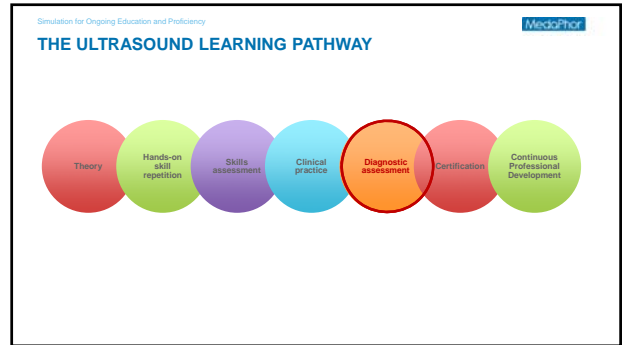 Simulation for Ongoing Education and Proficiency
MedaPhor
THE ULTRASOUND LEARNING PATHWAY
Theory
Hands-on
skill
repetition
Skills
assessment
Clinical
practice
Diagnostic
assessment
Certification
Continuous
Professional
Development